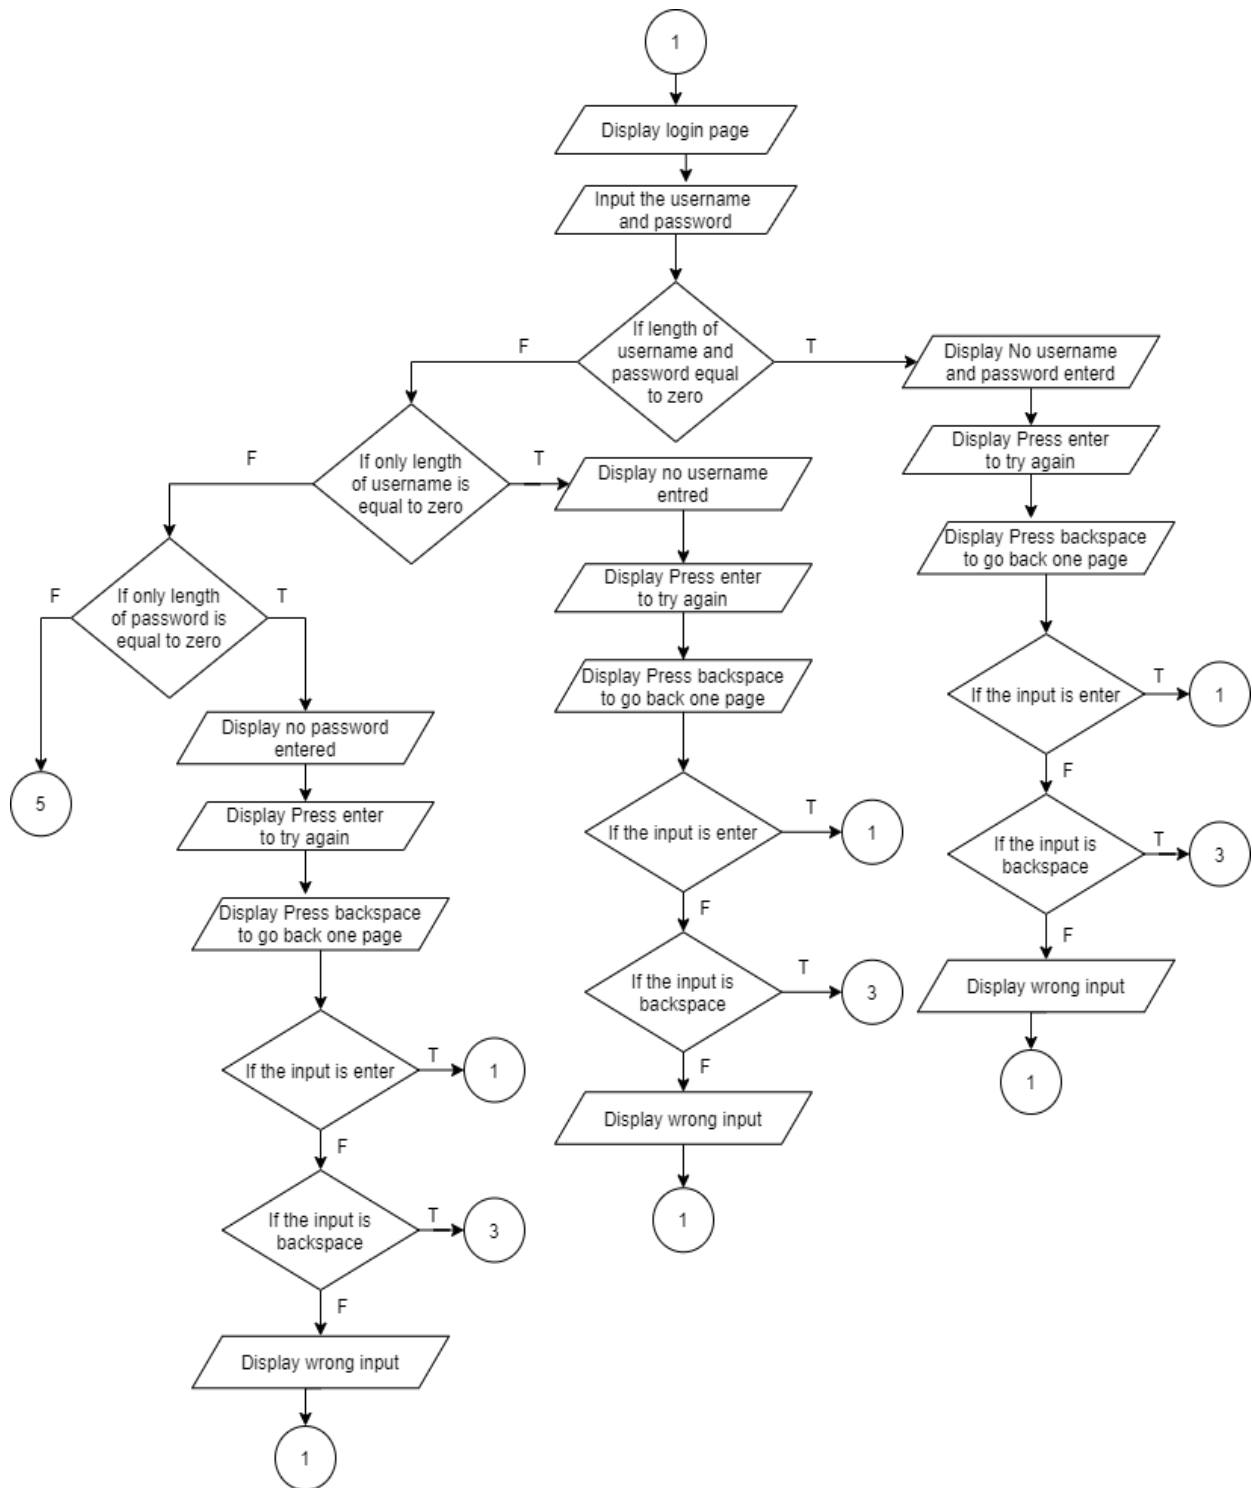 1
Display login page
Input the username
and password
If length of
username and
password equal
to zero
F
T
Display No username
and password enterd
Display Press enter
to try again
Display Press backspace
to go back one page
If the input is enter
T
1
F
If the input is
backspace
T
3
F
Display wrong input
1
If only length
of username is
equal to zero
F
T
Display no username
entred
Display Press enter
to try again
Display Press backspace
to go back one page
If the input is enter
T
1
F
If the input is
backspace
T
3
F
Display wrong input
1
If only length
of password is
equal to zero
F
T
5
Display no password
entered
Display Press enter
to try again
Display Press backspace
to go back one page
If the input is enter
T
1
F
If the input is
backspace
T
3
F
Display wrong input
1